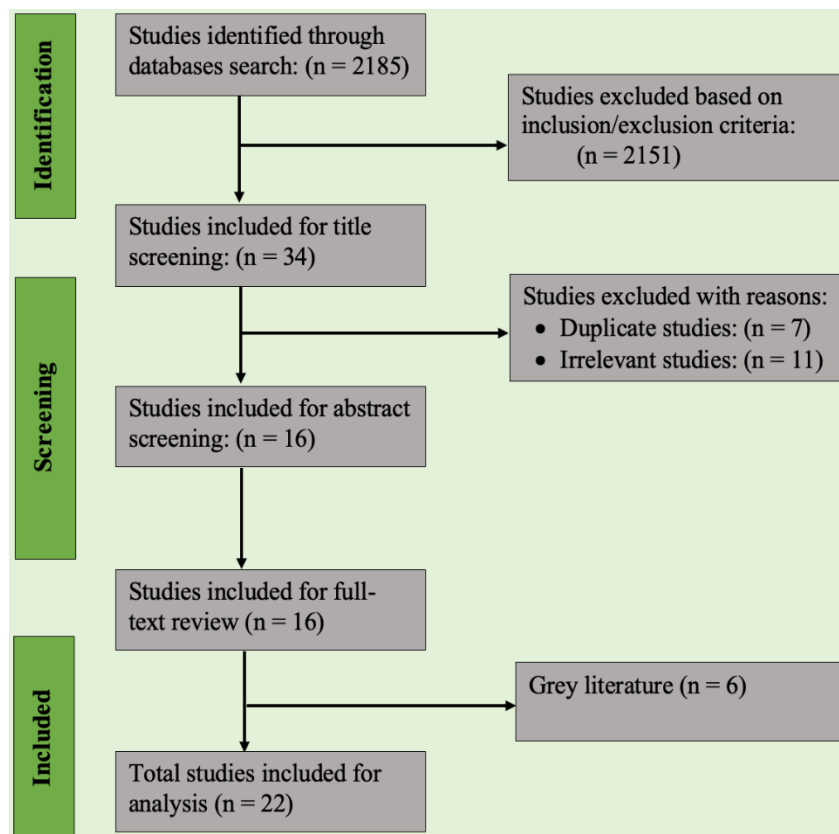 Identification
Studies identified through
databases search: (n = 2185)
Studies excluded based on
inclusion/exclusion criteria:
(n = 2151)
Studies included for title
screening: (n = 34)
Screening
Studies excluded with reasons:
• Duplicate studies: (n = 7)
• Irrelevant studies: (n = 11)
Studies included for abstract
screening: (n = 16)
Studies included for full-
text review (n = 16)
Included
Grey literature (n = 6)
Total studies included for
analysis (n = 22)